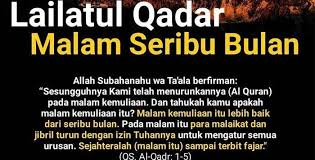 Lailatul Qadar
Malam Seribu Bulan
Allah Subahanahu wa Ta'ala berfirman:
"Sesungguhnya Kami telah menurunkannya (Al Quran)
pada malam kemuliaan. Dan tahukah kamu apakah
malam kemuliaan itu? Malam kemuliaan itu lebih baik
dari seribu bulan. Pada malam itu para malaikat dan
jibril turun dengan izin Tuhannya untuk mengatur semua
urusan. Sejahteralah (malam itu) sampai terbit fajar."
(QS. Al-Qadr: 1-5)